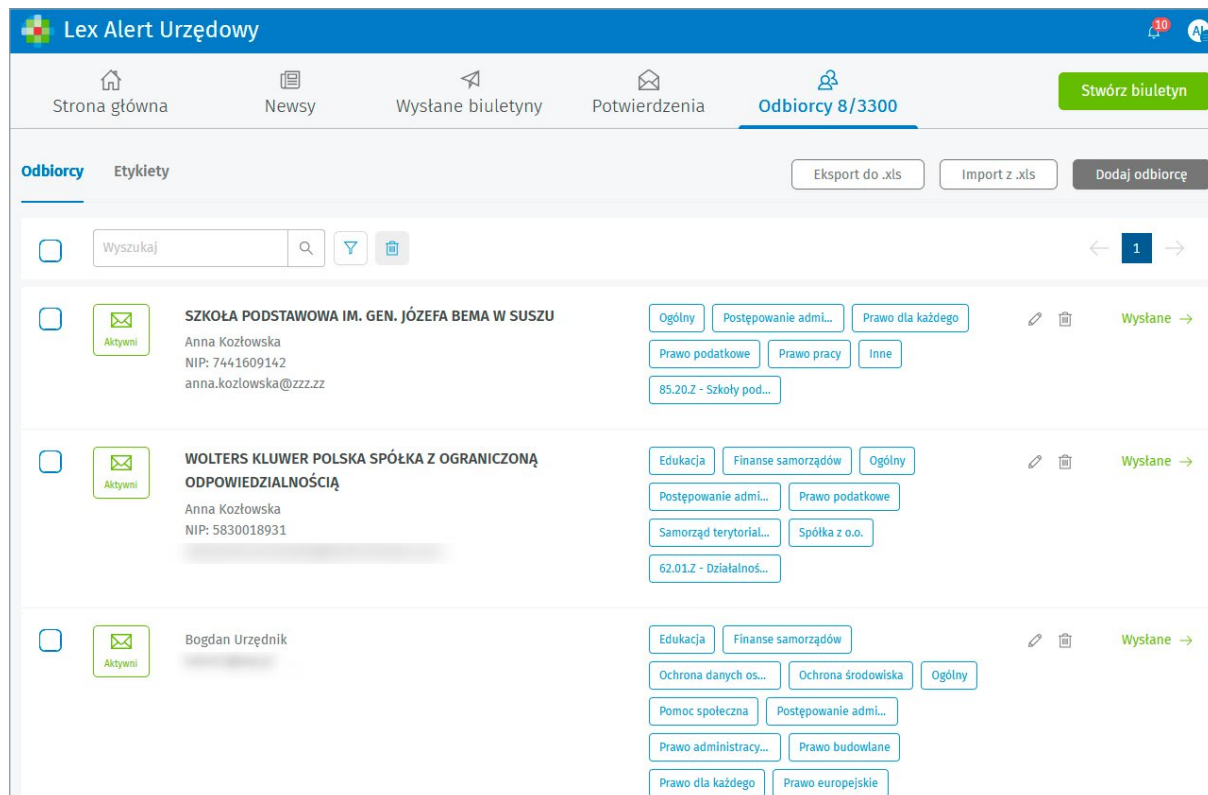 Lex Alert Urzędowy
10
Strona główna
Newsy
Wysłane biuletyny
Potwierdzenia
Odbiorcy 8/3300
Stwórz biuletyn
Odbiorcy
Etykiety
Eksport do .xls
Import z .xls
Dodaj odbiorcę
Wyszukaj
1
Aktywni
SZKOŁA PODSTAWOWA IM. GEN. JÓZEFA BEMA W SUSZU
Anna Kozłowska
NIP: 7441609142
anna.kozlowska@zzz.zz
Ogólny Postępowanie admi... Prawo dla każdego
Prawo podatkowe Prawo pracy Inne
85.20.Z - Szkoły pod...
Wysłane →
Aktywni
WOLTERS KLUWER POLSKA SPÓŁKA Z OGRANICZONĄ
ODPOWIEDZIALNOŚCIĄ
Anna Kozłowska
NIP: 5830018931
Edukacja Finanse samorządów Ogólny
Postępowanie admi... Prawo podatkowe
Samorząd terytorial... Spółka z o.o.
62.01.Z - Działalnoś...
Wysłane →
Aktywni
Bogdan Urzędnik
Edukacja Finanse samorządów
Ochrona danych os... Ochrona środowiska Ogólny
Pomoc społeczna Postępowanie admi...
Prawo administracy... Prawo budowlane
Prawo dla każdego Prawo europejskie
Wysłane →